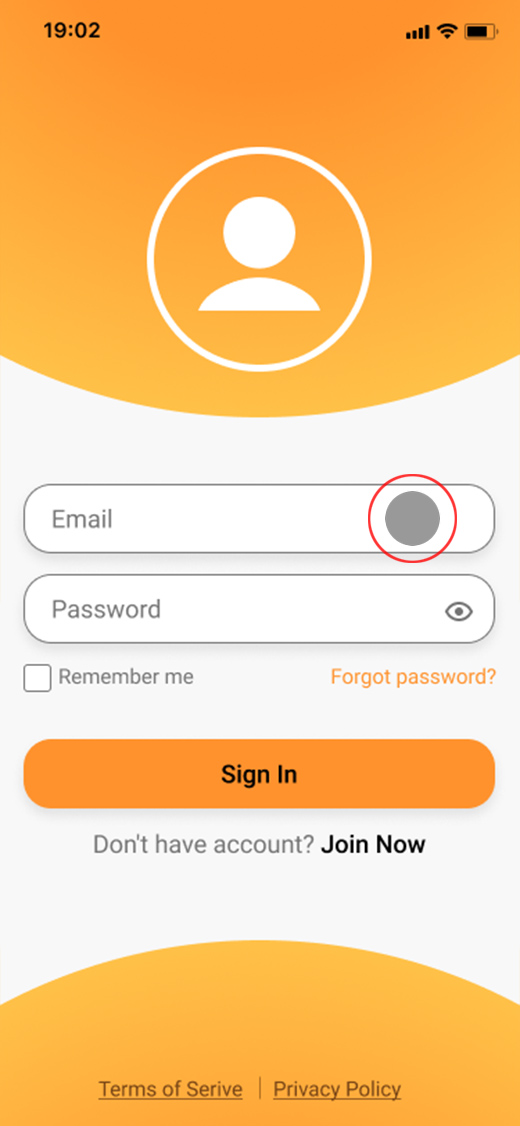 19:02
Email
Password
Remember me Forgot password?
Sign In
Don't have account? Join Now
Terms of Serive | Privacy Policy